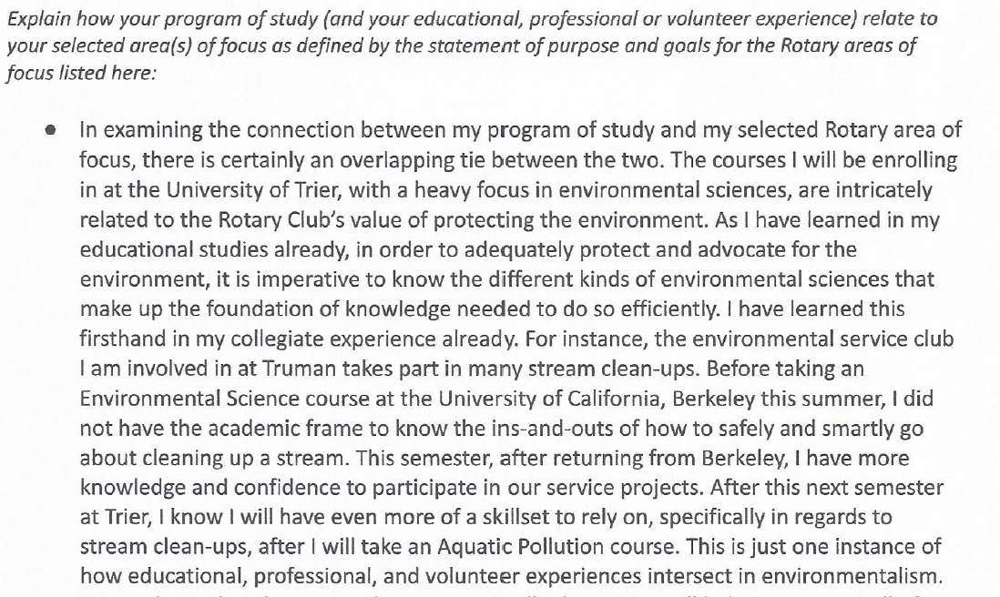 Explain how your program of study (and your educational, professional or volunteer experience) relate to
your selected area(s) of focus as defined by the statement of purpose and goals for the Rotary areas of
focus listed here:
● In examining the connection between my program of study and my selected Rotary area of
focus, there is certainly an overlapping tie between the two. The courses I will be enrolling
in at the University of Trier, with a heavy focus in environmental sciences, are intricately
related to the Rotary Club's value of protecting the environment. As I have learned in my
educational studies already, in order to adequately protect and advocate for the
environment, it is imperative to know the different kinds of environmental sciences that
make up the foundation of knowledge needed to do so efficiently. I have learned this
firsthand in my collegiate experience already. For instance, the environmental service club
I am involved in at Truman takes part in many stream clean-ups. Before taking an
Environmental Science course at the University of California, Berkeley this summer, I did
not have the academic frame to know the ins-and-outs of how to safely and smartly go
about cleaning up a stream. This semester, after returning from Berkeley, I have more
knowledge and confidence to participate in our service projects. After this next semester
at Trier, I know I will have even more of a skillset to rely on, specifically in regards to
stream clean-ups, after I will take an Aquatic Pollution course. This is just one instance of
how educational, professional, and volunteer experiences intersect in environmentalism.